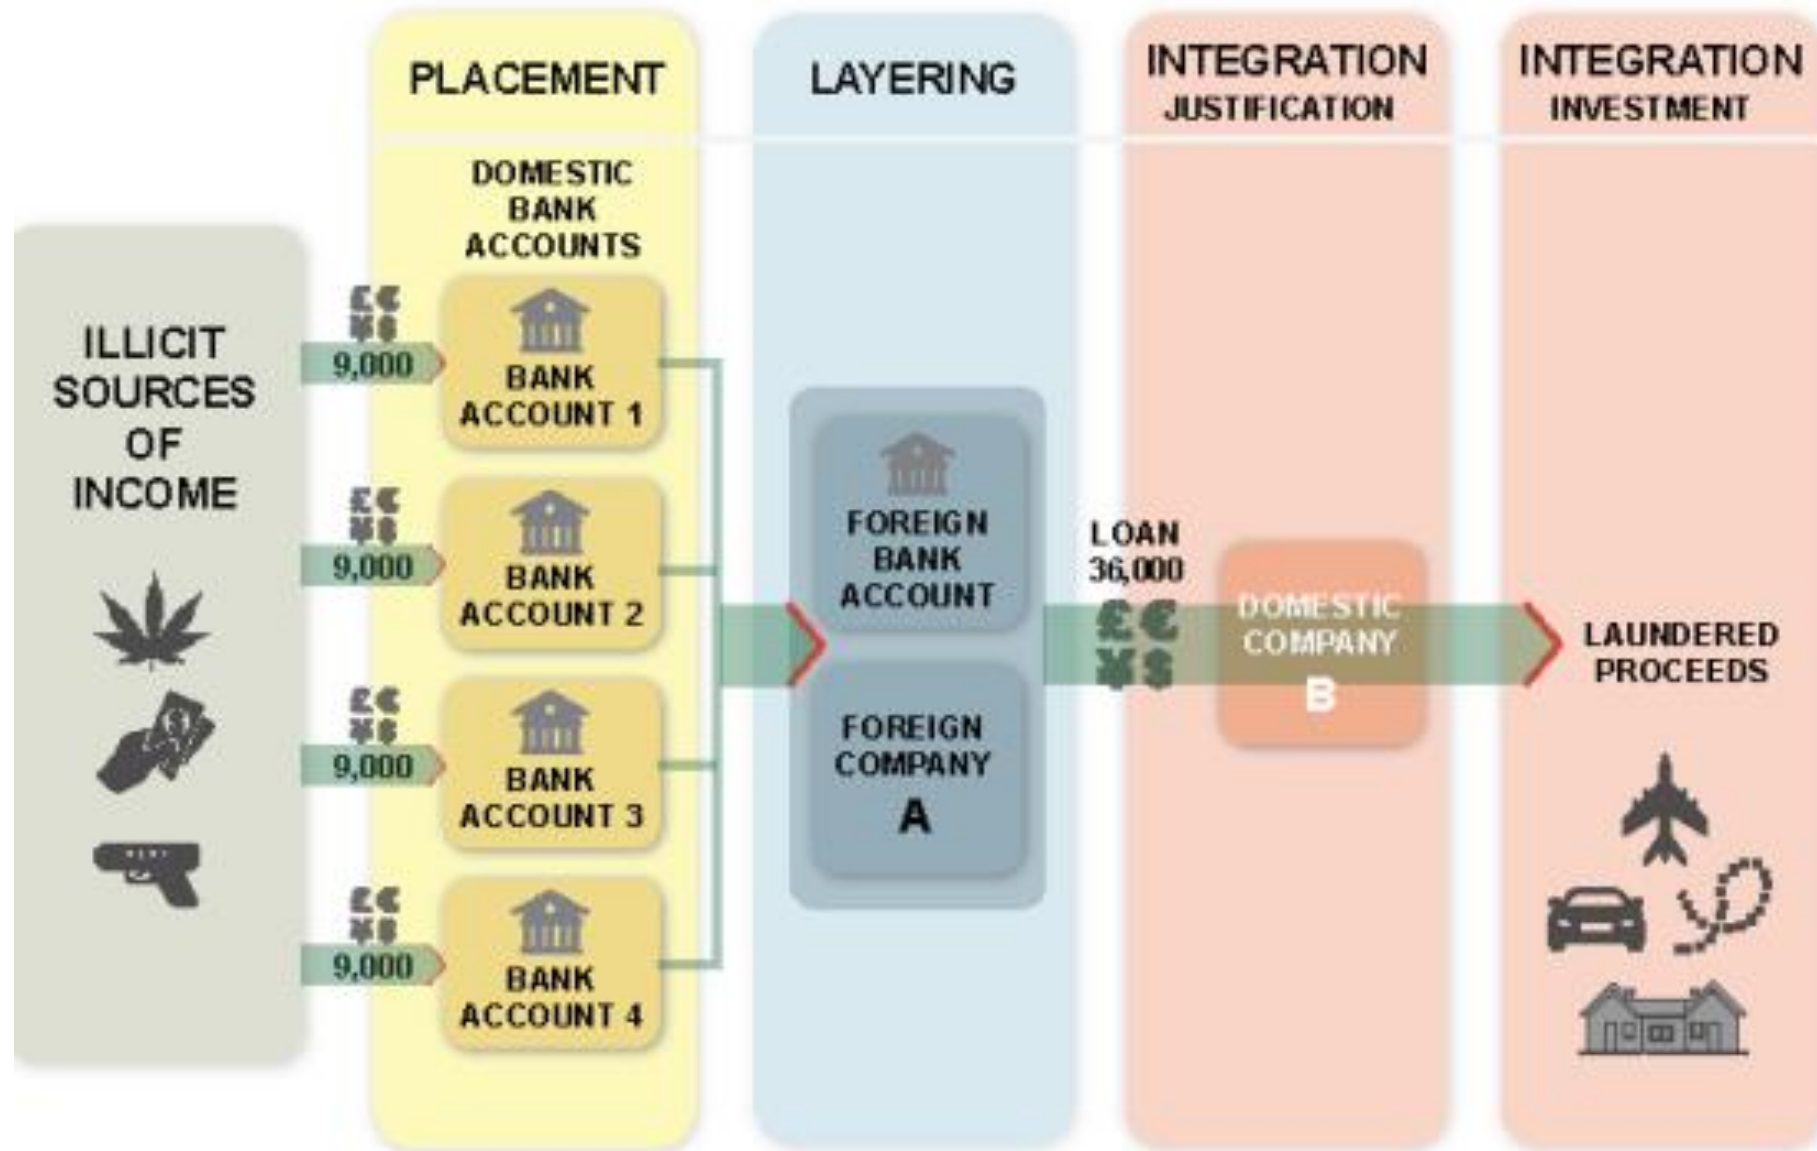 PLACEMENT
LAYERING
INTEGRATION
JUSTIFICATION
INTEGRATION
INVESTMENT
ILLICIT
SOURCES
OF
INCOME
DOMESTIC
BANK
ACCOUNTS
£€
¥$
9,000
BANK
ACCOUNT 1
£€
¥$
9,000
BANK
ACCOUNT 2
£€
¥$
9,000
BANK
ACCOUNT 3
£€
¥$
9,000
BANK
ACCOUNT 4
FOREIGN
BANK
ACCOUNT
FOREIGN
COMPANY
A
LOAN
36,000
£€
¥$
DOMESTIC
COMPANY
B
LAUNDERED
PROCEEDS